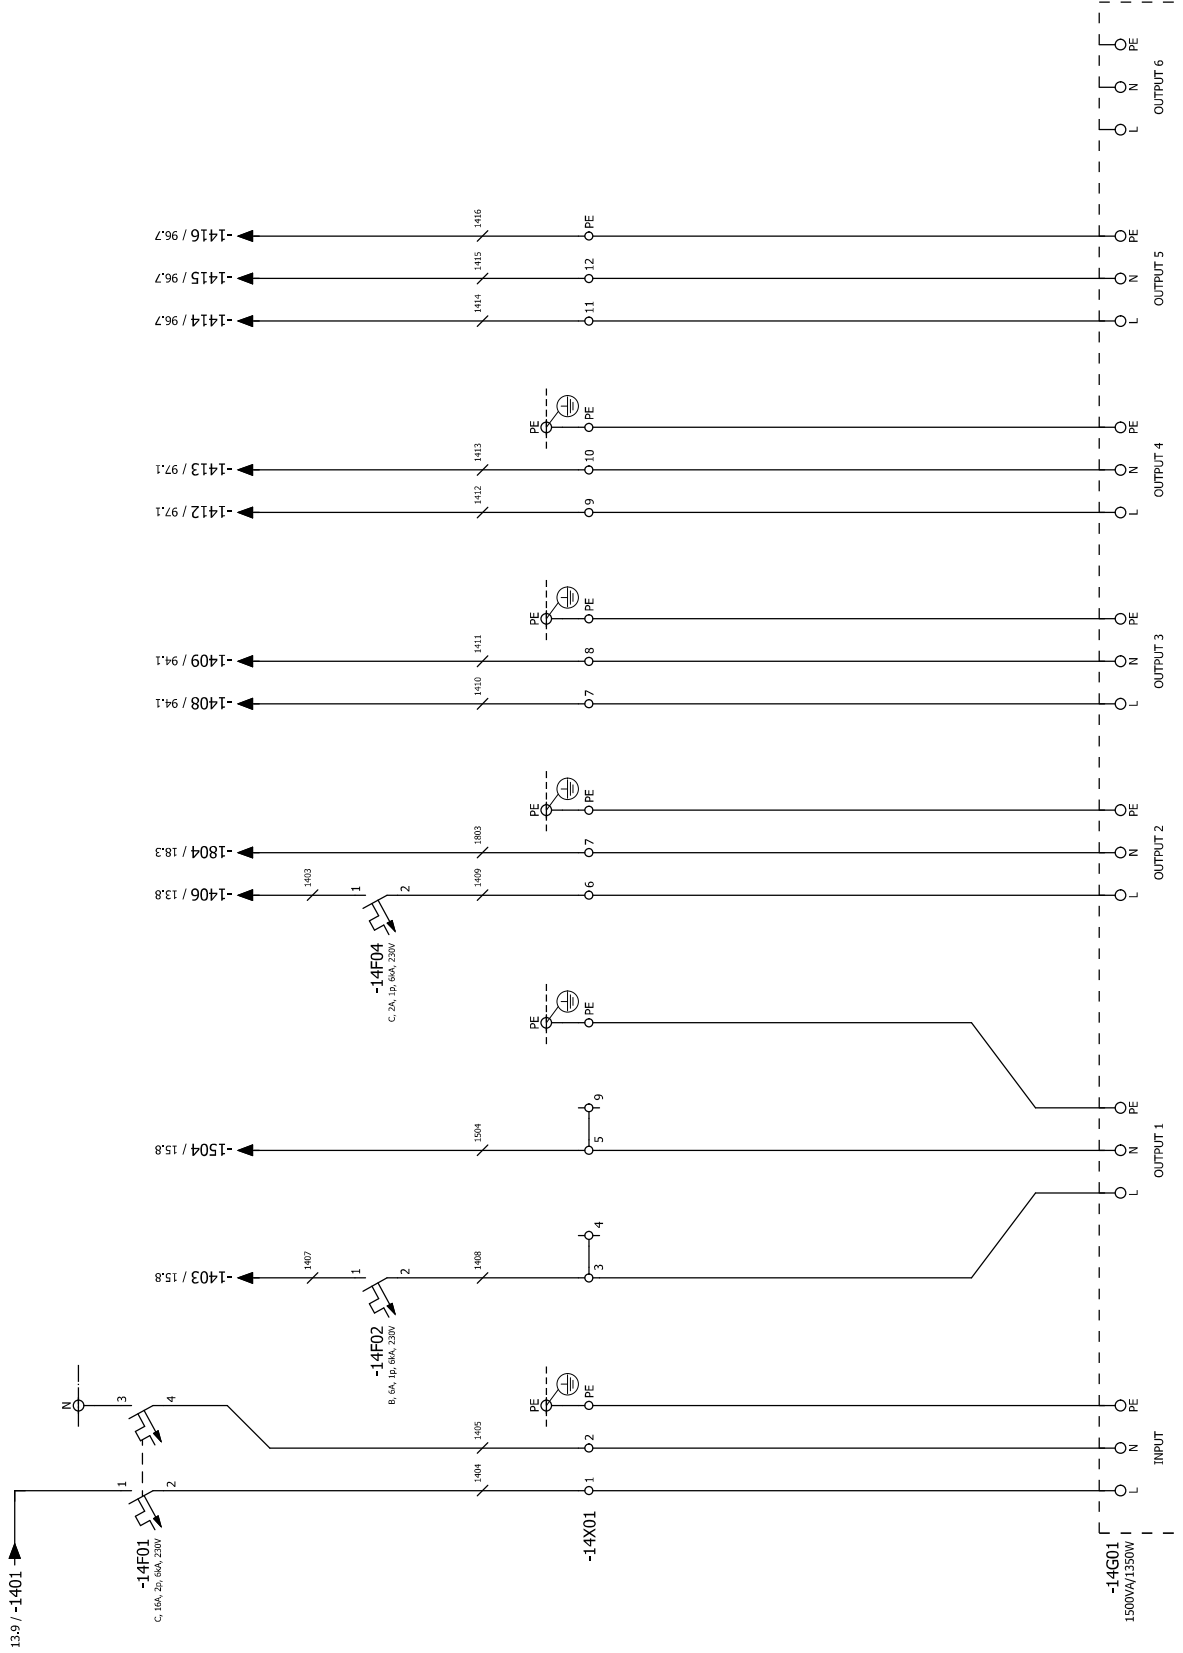 13.9 / -1401
N
1
3
-14F01
C, 16A, 2p, 6kA, 230V
2
4
-1403 / 15.8
-1504 / 15.8
-1406 / 13.8
-1804 / 18.3
-1408 / 94.1
-1409 / 94.1
-1412 / 97.1
-1413 / 97.1
-1414 / 96.7
-1415 / 96.7
-1416 / 96.7
1407
1403
1
-14F02
B, 6A, 1p, 6kA, 230V
2
1
-14F04
C, 2A, 1p, 6kA, 230V
2
1404
1405
1408
1504
1409
1803
1410
1411
1412
1413
1414
1415
1416
PE
PE
PE
PE
PE
-14X01
1
2
PE
3
4
5
9
PE
6
7
PE
7
8
PE
9
10
PE
11
12
PE
-14G01
1500VA/1350W
L
N
PE
INPUT
L
N
PE
OUTPUT 1
L
N
PE
OUTPUT 2
L
N
PE
OUTPUT 3
L
N
PE
OUTPUT 4
L
N
PE
OUTPUT 5
L
N
PE
OUTPUT 6